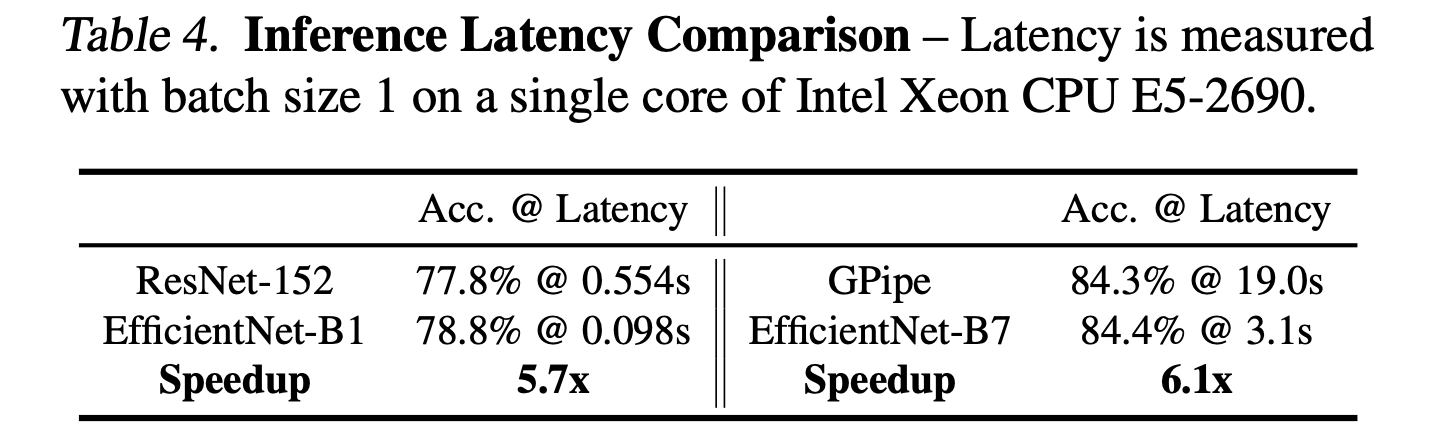 Table 4. Inference Latency Comparison – Latency is measured
with batch size 1 on a single core of Intel Xeon CPU E5-2690.
Acc. @ Latency Acc. @ Latency
ResNet-152 77.8% @ 0.554s GPipe 84.3% @ 19.0s
EfficientNet-B1 78.8% @ 0.098s EfficientNet-B7 84.4% @ 3.1s
Speedup 5.7x Speedup 6.1x